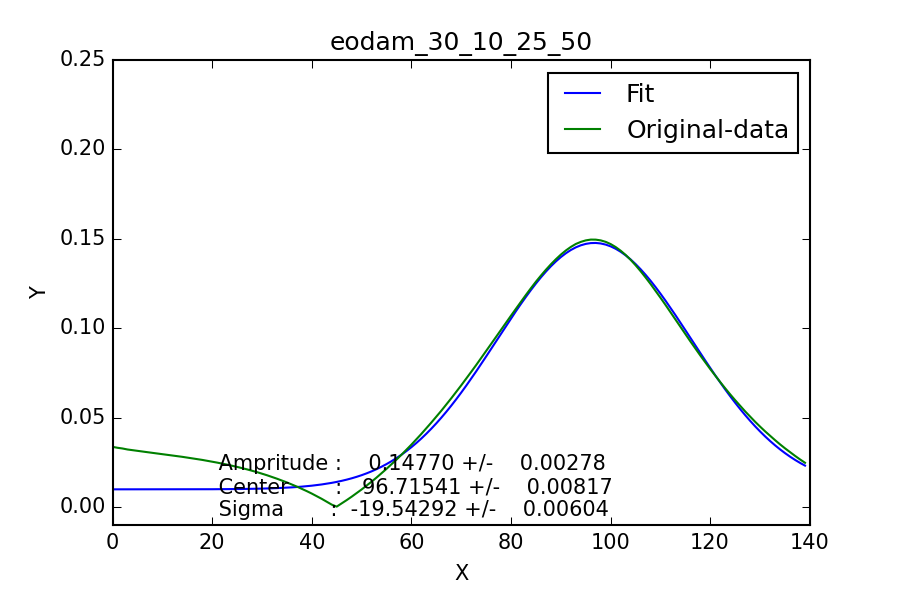 eodam_30_10_25_50
0.25
0.20
0.15
0.10
0.05
0.00
Y
Fit
Original-data
Ampritude : 0.14770 +/- 0.00278
Center : 96.71541 +/- 0.00817
Sigma : -19.54292 +/- 0.00604
0 20 40 60 80 100 120 140
X